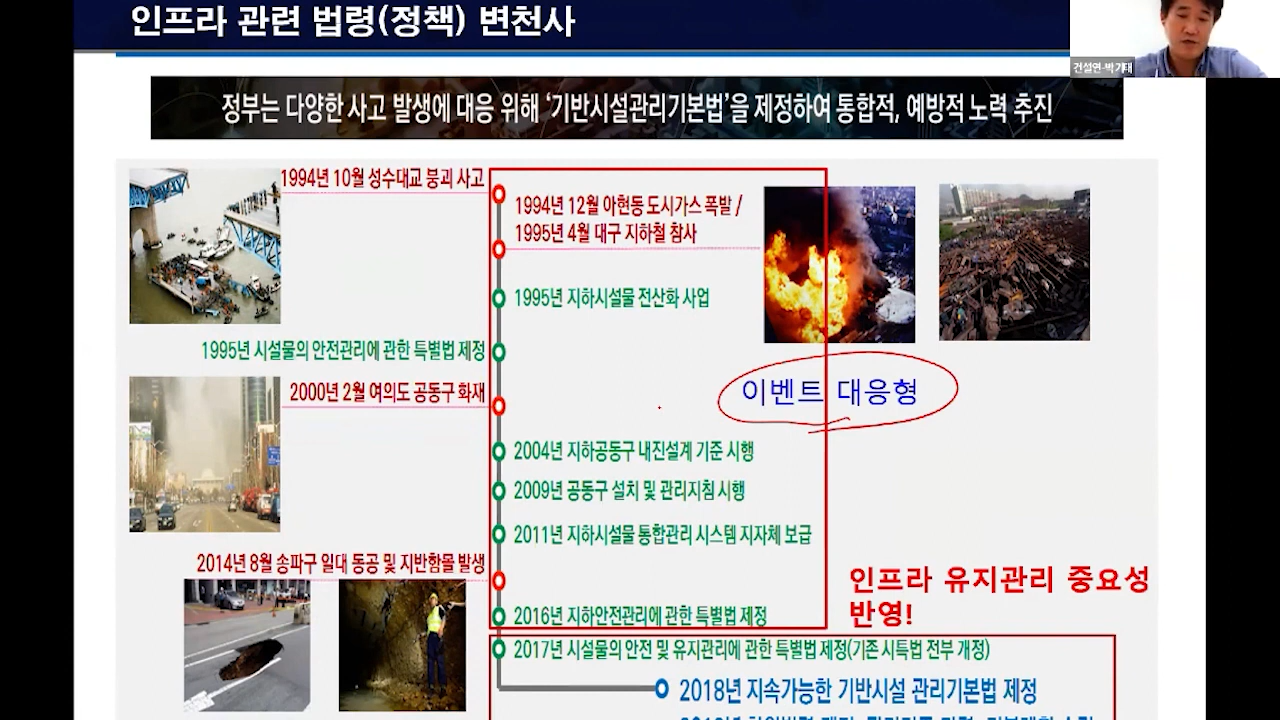 인프라 관련 법령(정책) 변천사
건설연-박기태
정부는 다양한 사고 발생에 대응 위해 '기반시설관리기본법'을 제정하여 통합적, 예방적 노력 추진
1994년 10월 성수대교 붕괴 사고
1994년 12월 아현동 도시가스 폭발 /
1995년 4월 대구 지하철 참사
1995년 지하시설물 전산화 사업
1995년 시설물의 안전관리에 관한 특별법 제정
2000년 2월 여의도 공동구 화재
이벤트 대응형
2004년 지하공동구 내진설계 기준 시행
2009년 공동구 설치 및 관리지침 시행
2011년 지하시설물 통합관리 시스템 지자체 보급
2014년 8월 송파구 일대 동공 및 지반함몰 발생
인프라 유지관리 중요성
반영!
2016년 지하안전관리에 관한 특별법 제정
2017년 시설물의 안전 및 유지관리에 관한 특별법 제정(기존 시특법 전부 개정)
2018년 지속가능한 기반시설 관리기본법 제정